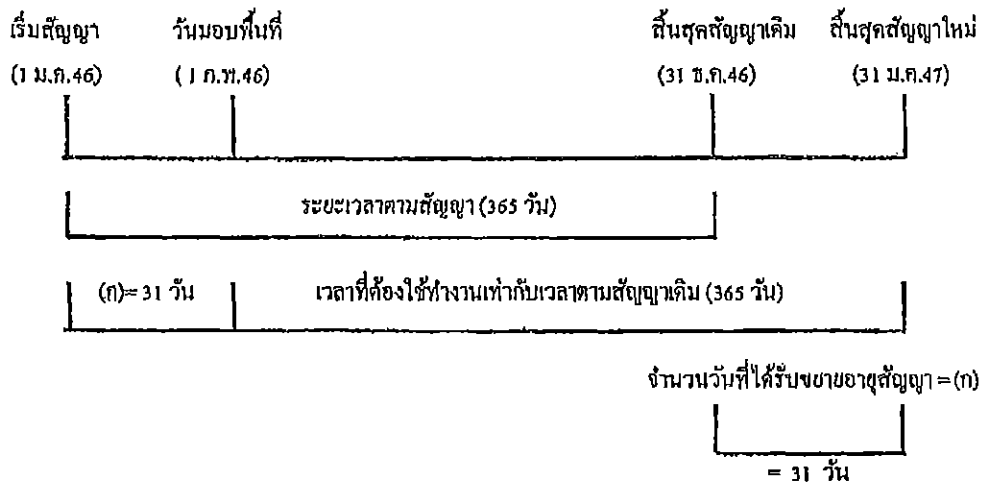 เริ่มสัญญา วันมอบพื้นที่ สิ้นสุดสัญญาเดิม สิ้นสุดสัญญาใหม่
(1 ม.ค.46) (1 ก.พ.46) (31 ธ.ค.46) (31 ม.ค.47)
ระยะเวลาตามสัญญา (365 วัน)
(ก)= 31 วัน เวลาที่ต้องใช้ทำงานเท่ากับเวลาตามสัญญาเดิม (365 วัน)
จำนวนวันที่ได้รับขยายอายุสัญญา = (ก)
= 31 วัน